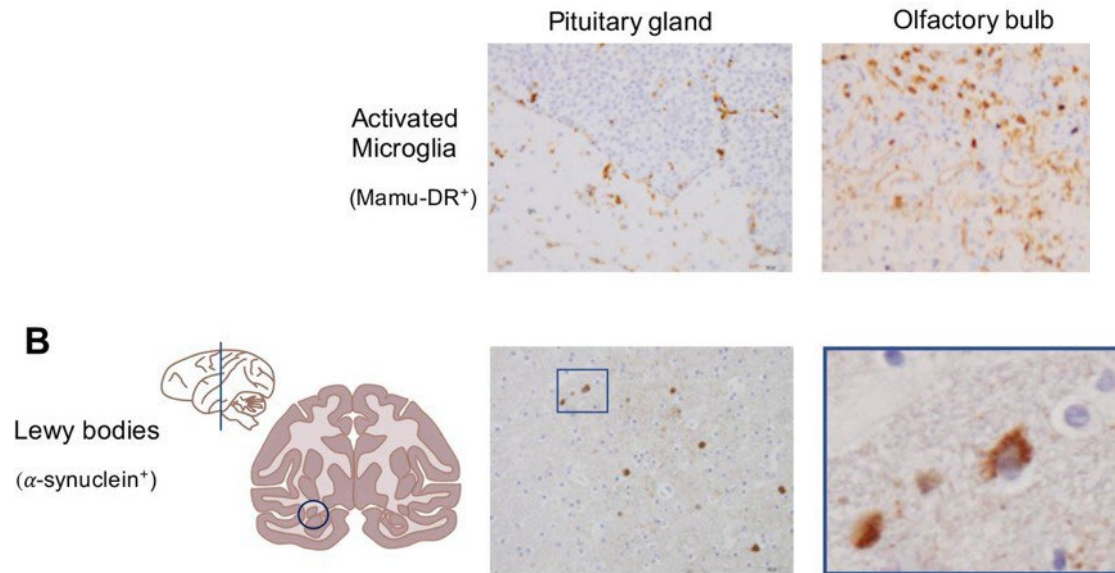 Pituitary gland
Olfactory bulb
Activated
Microglia
(Mamu-DR⁺)
B
Lewy bodies
(α-synuclein⁺)